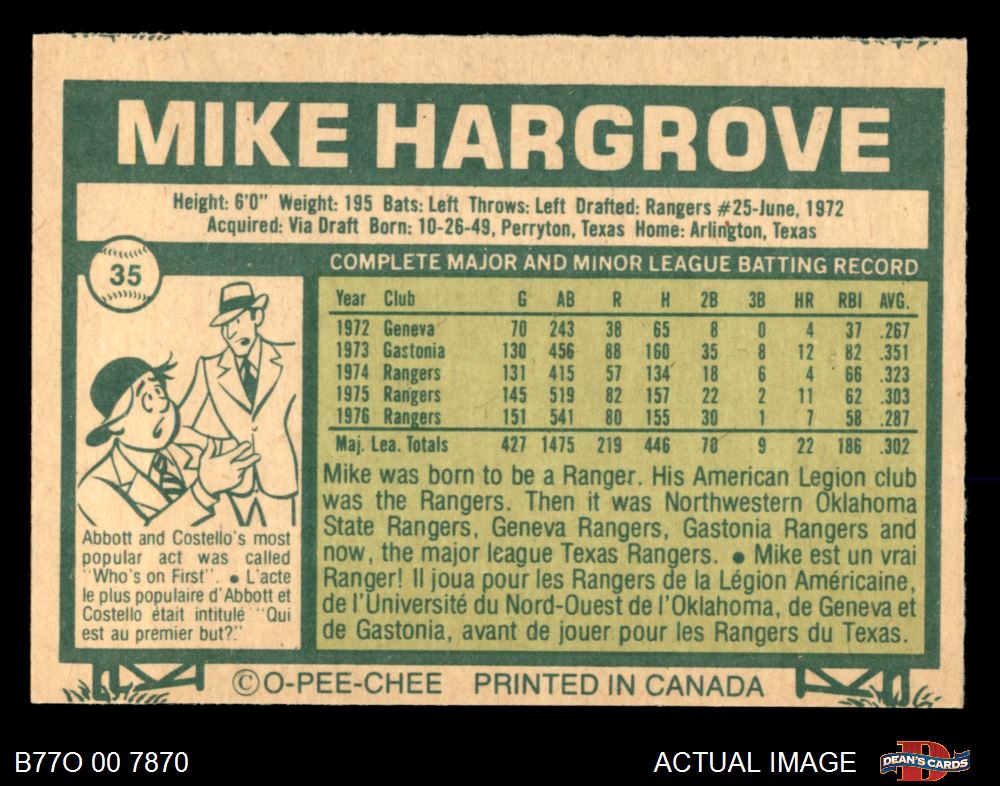 MIKE HARGROVE
Height: 6'0" Weight: 195 Bats: Left Throws: Left Drafted: Rangers #25-June, 1972
Acquired: Via Draft Born: 10-26-49, Perryton, Texas Home: Arlington, Texas
35
COMPLETE MAJOR AND MINOR LEAGUE BATTING RECORD
Year Club G AB R H 2B 3B HR RBI AVG.
1972 Geneva 70 243 38 65 8 0 4 37 .267
1973 Gastonia 130 456 88 160 35 8 12 82 .351
1974 Rangers 131 415 57 134 18 6 4 66 .323
1975 Rangers 145 519 82 157 22 2 11 62 .303
1976 Rangers 151 541 80 155 30 1 7 58 .287
Maj. Lea. Totals 427 1475 219 446 70 9 22 186 .302
Mike was born to be a Ranger. His American Legion club
was the Rangers. Then it was Northwestern Oklahoma
State Rangers, Geneva Rangers, Gastonia Rangers and
now, the major league Texas Rangers. ● Mike est un vrai
Ranger! Il joua pour les Rangers de la Légion Américaine,
de l'Université du Nord-Ouest de l'Oklahoma, de Geneva et
de Gastonia, avant de jouer pour les Rangers du Texas.
Abbott and Costello's most
popular act was called
"Who's on First". ● L'acte
le plus populaire d'Abbott et
Costello était intitulé "Qui
est au premier but?"
©O-PEE-CHEE PRINTED IN CANADA
B77O 00 7870
ACTUAL IMAGE
D
DEAN'S CARDS